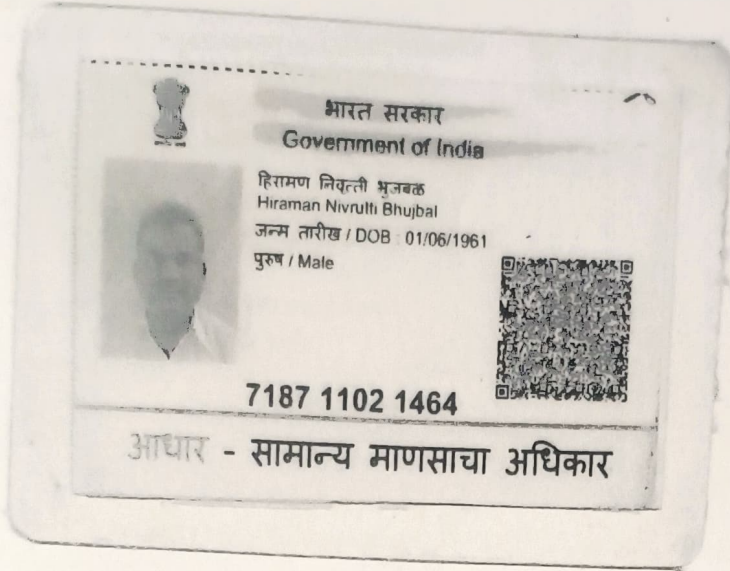 भारत सरकार
Government of India
हिरामण निवृत्ती भुजबळ
Hiraman Nivrutti Bhujbal
जन्म तारीख / DOB : 01/06/1961
पुरुष / Male
7187 1102 1464
आधार - सामान्य माणसाचा अधिकार